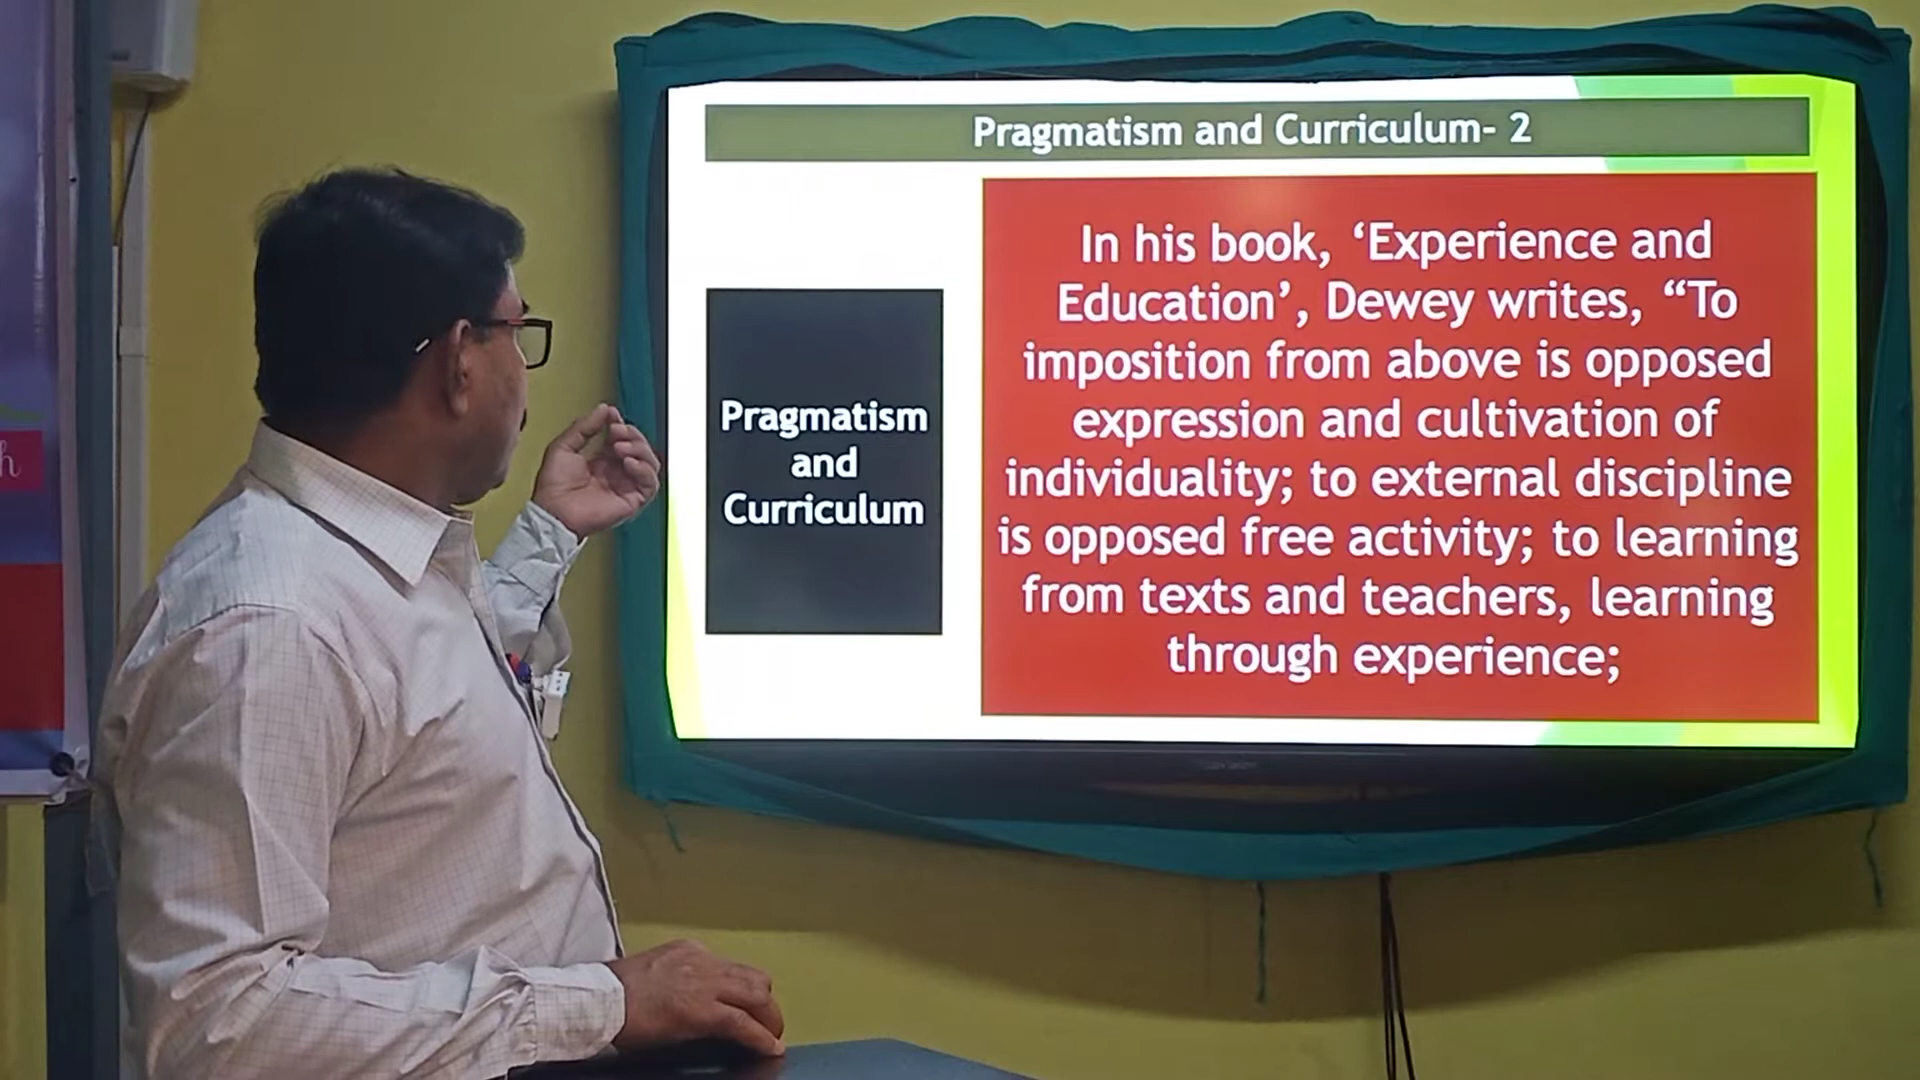 Pragmatism and Curriculum- 2
Pragmatism
and
Curriculum
In his book, ‘Experience and
Education’, Dewey writes, “To
imposition from above is opposed
expression and cultivation of
individuality; to external discipline
is opposed free activity; to learning
from texts and teachers, learning
through experience;